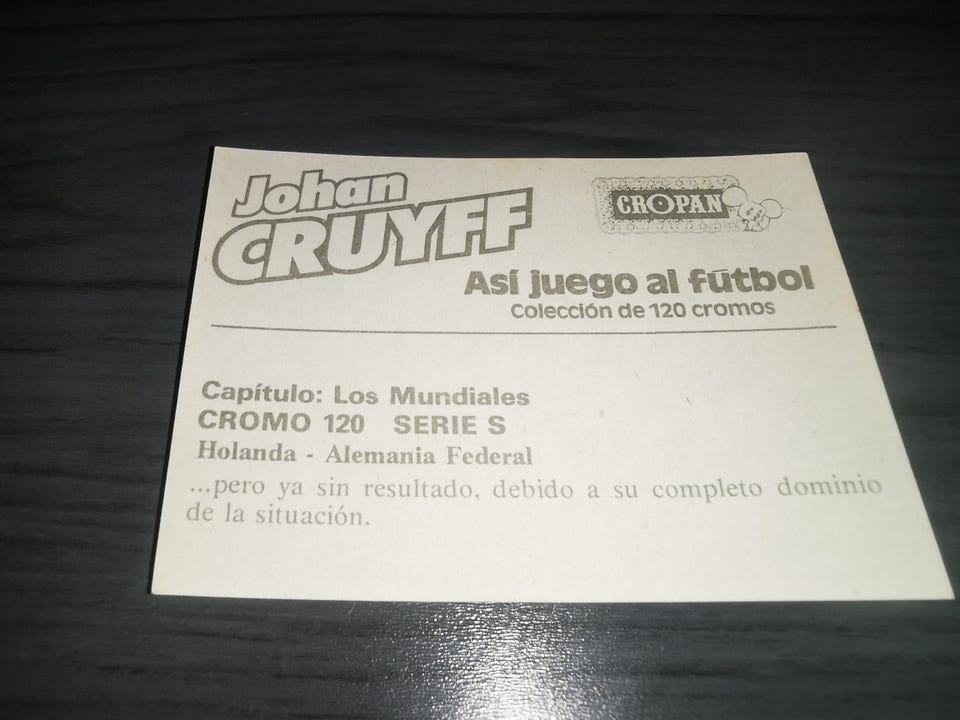 Johan
CRUYFF
CROPAN
Así juego al fútbol
Colección de 120 cromos
Capítulo: Los Mundiales
CROMO 120 SERIE S
Holanda - Alemania Federal
...pero ya sin resultado, debido a su completo dominio
de la situación.